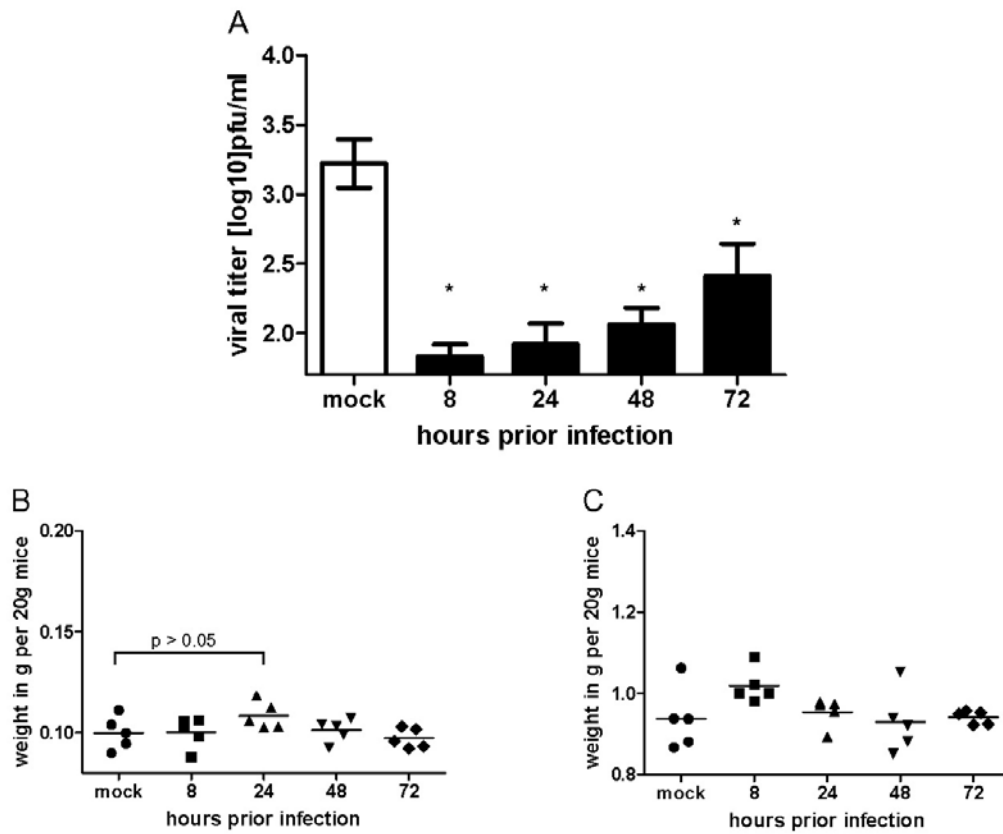 A
viral titer [log10]pfu/ml
4.0
3.5
3.0
2.5
2.0
* * * *
mock 8 24 48 72
hours prior infection
B
weight in g per 20g mice
0.20
0.15
0.10
p > 0.05
mock 8 24 48 72
hours prior infection
C
weight in g per 20g mice
1.4
1.2
1.0
0.8
mock 8 24 48 72
hours prior infection